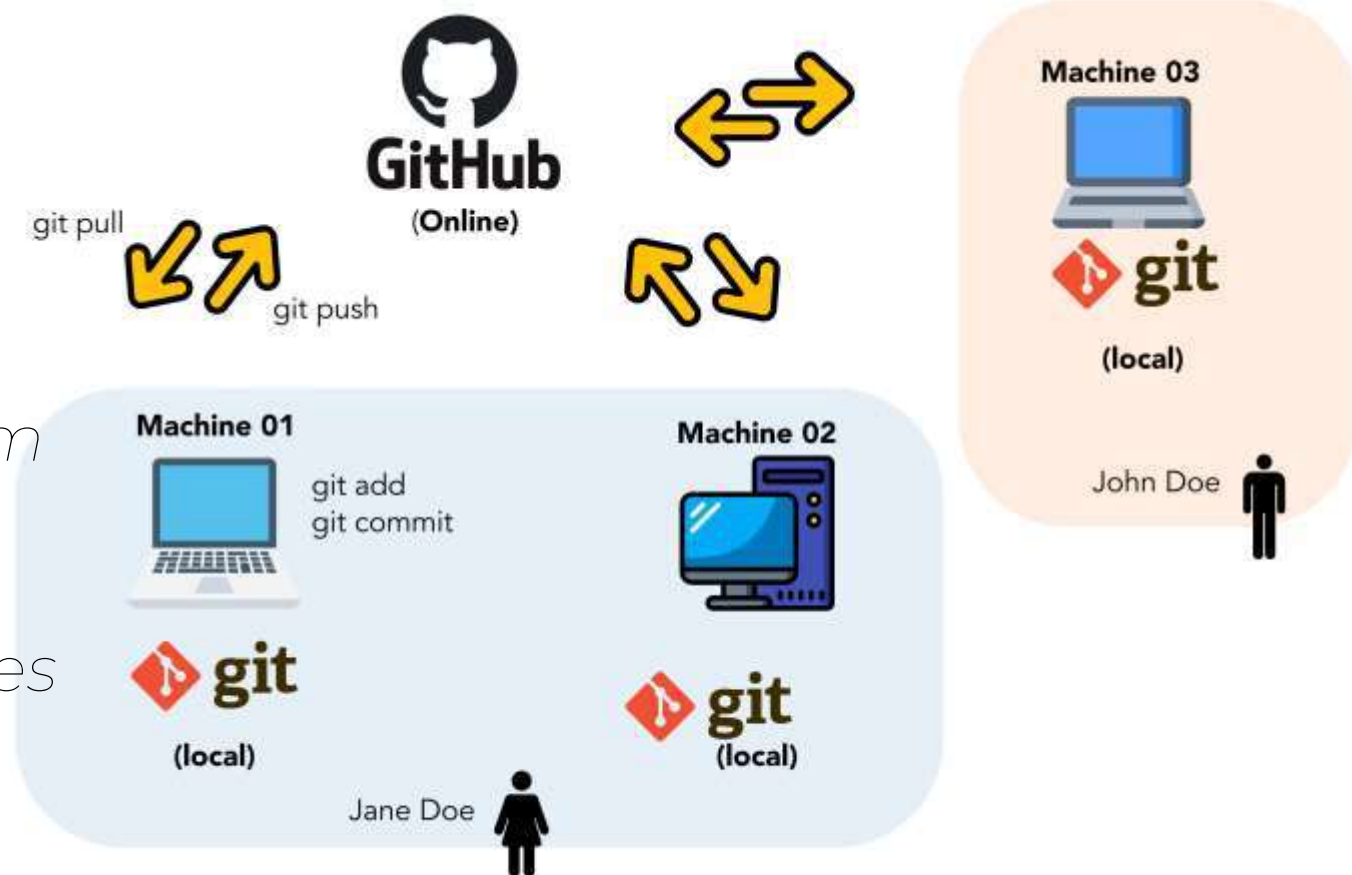 GitHub
(Online)
git pull
git push
Machine 03
git
(local)
John Doe
m
es
Machine 01
git add
git commit
git
(local)
Machine 02
git
(local)
Jane Doe